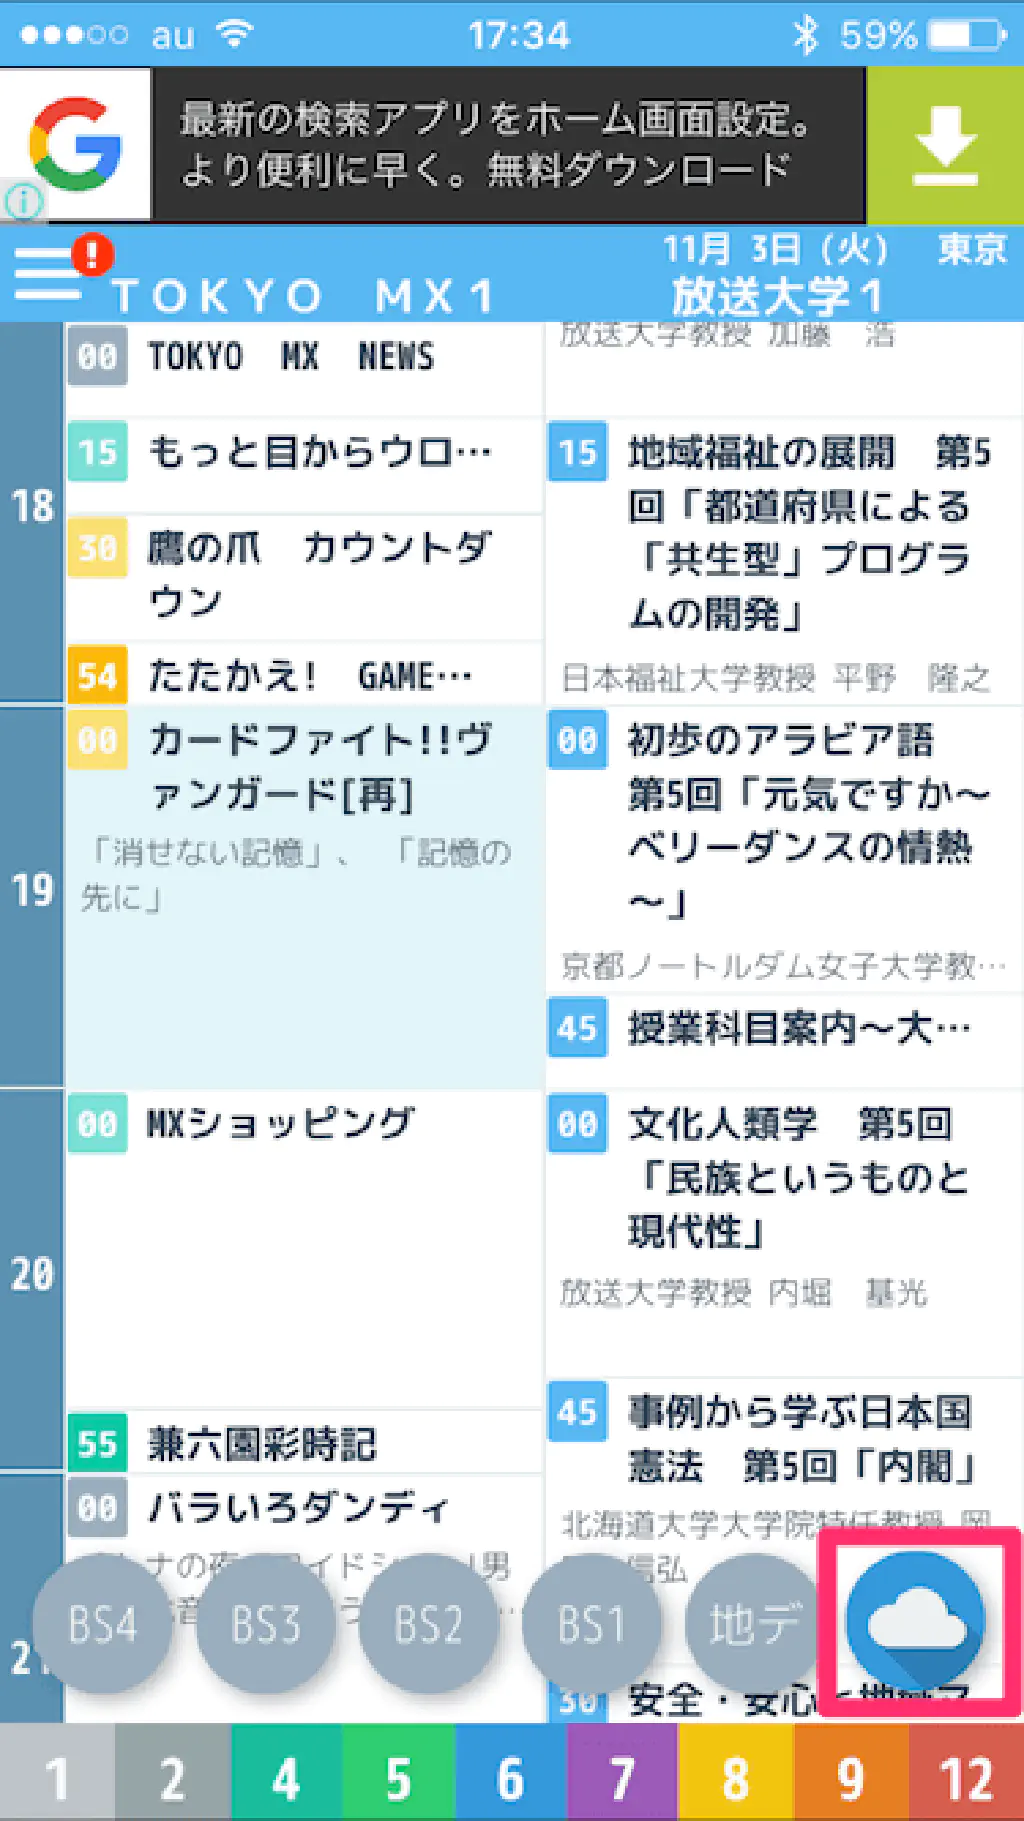 au 17:34 59%
最新の検索アプリをホーム画面設定。
より便利に早く。無料ダウンロード
11月 3日（火） 東京
TOKYO MX1 放送大学1
18
00 TOKYO MX NEWS
15 もっと目からウロ…
30 鷹の爪 カウントダ
ウン
54 たたかえ! GAME…
放送大学教授 加藤 浩
15 地域福祉の展開 第5
回「都道府県による
「共生型」プログラ
ムの開発」
日本福祉大学教授 平野 隆之
19
00 カードファイト!!ヴ
ァンガード[再]
「消せない記憶」、「記憶の
先に」
00 初歩のアラビア語
第5回「元気ですか～
ベリーダンスの情熱
～」
京都ノートルダム女子大学教…
45 授業科目案内～大…
20
00 MXショッピング
55 兼六園彩時記
00 文化人類学 第5回
「民族というものと
現代性」
放送大学教授 内堀 基光
45 事例から学ぶ日本国
憲法 第5回「内閣」
北海道大学大学院特任教授 岡
信弘
00 バラいろダンディ
30 安全・安心と地域マ
BS4 BS3 BS2 BS1 地デ
1 2 4 5 6 7 8 9 12